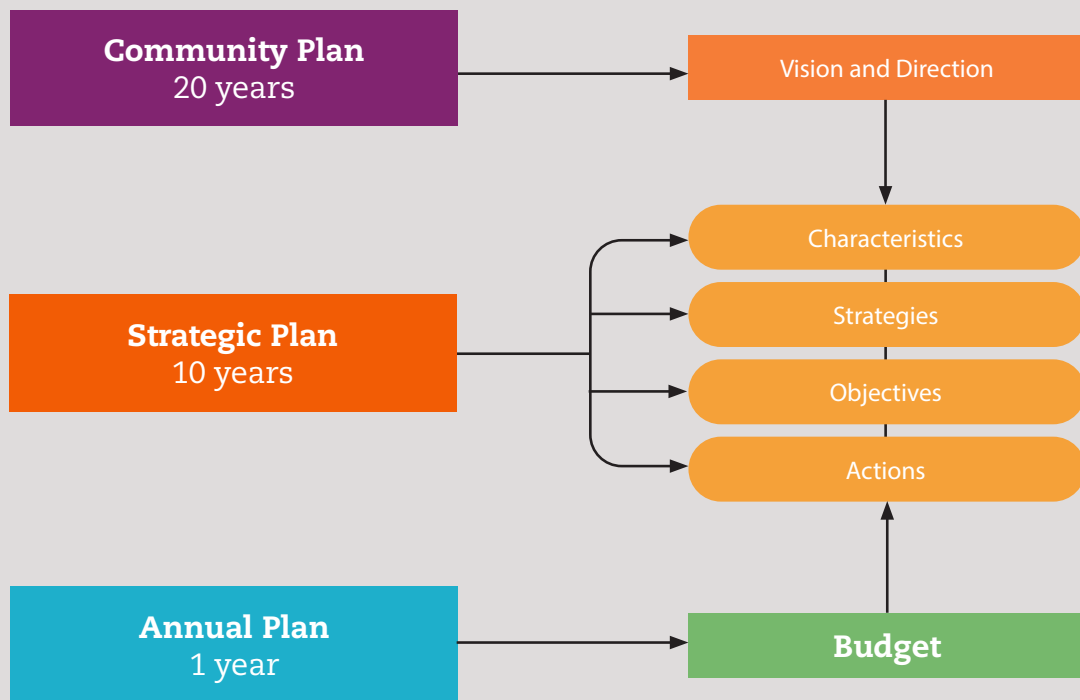 Community Plan
20 years
Vision and Direction
Characteristics
Strategies
Strategic Plan
10 years
Objectives
Actions
Annual Plan
1 year
Budget